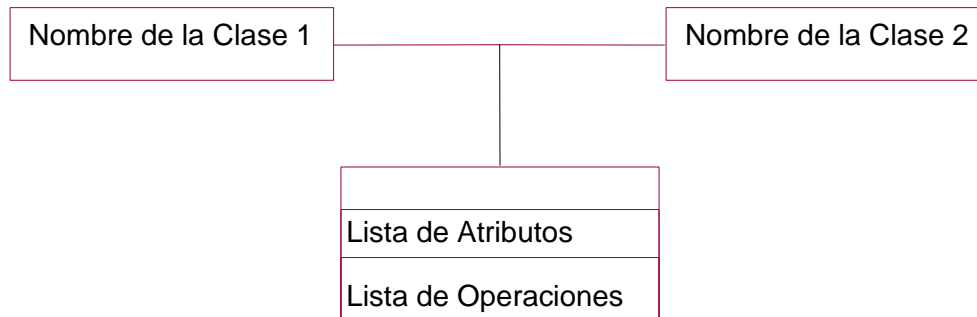 Nombre de la Clase 1
Nombre de la Clase 2
Lista de Atributos
Lista de Operaciones